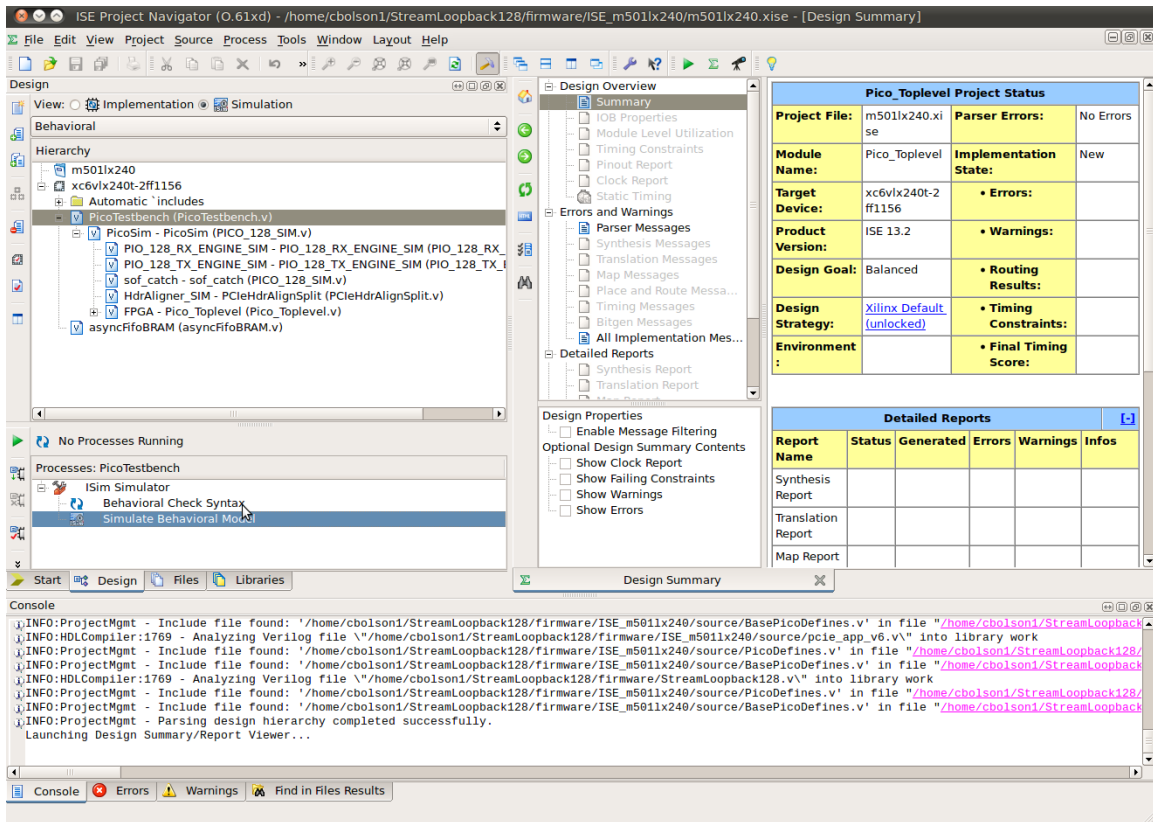 ISE Project Navigator (O.61xd) - /home/cbolson1/StreamLoopback128/firmware/ISE_m501lx240/m501lx240.xise - [Design Summary]
File Edit View Project Source Process Tools Window Layout Help
Design
View: Implementation Simulation
Behavioral
Hierarchy
m501lx240
xc6vlx240t-2ff1156
Automatic `includes
PicoTestbench (PicoTestbench.v)
PicoSim - PicoSim (PICO_128_SIM.v)
PIO_128_RX_ENGINE_SIM - PIO_128_RX_ENGINE_SIM (PIO_128_RX_
PIO_128_TX_ENGINE_SIM - PIO_128_TX_ENGINE_SIM (PIO_128_TX_E
sof_catch - sof_catch (PICO_128_SIM.v)
HdrAligner_SIM - PCIeHdrAlignSplit (PCIeHdrAlignSplit.v)
FPGA - Pico_Toplevel (Pico_Toplevel.v)
asyncFifoBRAM (asyncFifoBRAM.v)
No Processes Running
Processes: PicoTestbench
ISim Simulator
Behavioral Check Syntax
Simulate Behavioral Model
Start Design Files Libraries
Design Overview
Summary
IOB Properties
Module Level Utilization
Timing Constraints
Pinout Report
Clock Report
Static Timing
Errors and Warnings
Parser Messages
Synthesis Messages
Translation Messages
Map Messages
Place and Route Messa...
Timing Messages
Bitgen Messages
All Implementation Mes...
Detailed Reports
Synthesis Report
Translation Report
Design Properties
Enable Message Filtering
Optional Design Summary Contents
Show Clock Report
Show Failing Constraints
Show Warnings
Show Errors
Design Summary
Pico_Toplevel Project Status
Project File: m501lx240.xi Parser Errors: No Errors
se
Module Pico_Toplevel Implementation New
Name: State:
Target xc6vlx240t-2 • Errors:
Device: ff1156
Product ISE 13.2 • Warnings:
Version:
Design Goal: Balanced • Routing
Results:
Design Xilinx Default • Timing
Strategy: (unlocked) Constraints:
Environment • Final Timing
: Score:
Detailed Reports [-]
Report Status Generated Errors Warnings Infos
Name
Synthesis
Report
Translation
Report
Map Report
Console
INFO:ProjectMgmt - Include file found: '/home/cbolson1/StreamLoopback128/firmware/ISE_m501lx240/source/BasePicoDefines.v' in file "/home/cbolson1/StreamLoopback
INFO:HDLCompiler:1769 - Analyzing Verilog file \"/home/cbolson1/StreamLoopback128/firmware/ISE_m501lx240/source/pcie_app_v6.v\" into library work
INFO:ProjectMgmt - Include file found: '/home/cbolson1/StreamLoopback128/firmware/ISE_m501lx240/source/PicoDefines.v' in file "/home/cbolson1/StreamLoopback128/
INFO:ProjectMgmt - Include file found: '/home/cbolson1/StreamLoopback128/firmware/ISE_m501lx240/source/BasePicoDefines.v' in file "/home/cbolson1/StreamLoopback
INFO:HDLCompiler:1769 - Analyzing Verilog file \"/home/cbolson1/StreamLoopback128/firmware/StreamLoopback128.v\" into library work
INFO:ProjectMgmt - Include file found: '/home/cbolson1/StreamLoopback128/firmware/ISE_m501lx240/source/PicoDefines.v' in file "/home/cbolson1/StreamLoopback128/
INFO:ProjectMgmt - Include file found: '/home/cbolson1/StreamLoopback128/firmware/ISE_m501lx240/source/BasePicoDefines.v' in file "/home/cbolson1/StreamLoopback
INFO:ProjectMgmt - Parsing design hierarchy completed successfully.
Launching Design Summary/Report Viewer...
Console Errors Warnings Find in Files Results